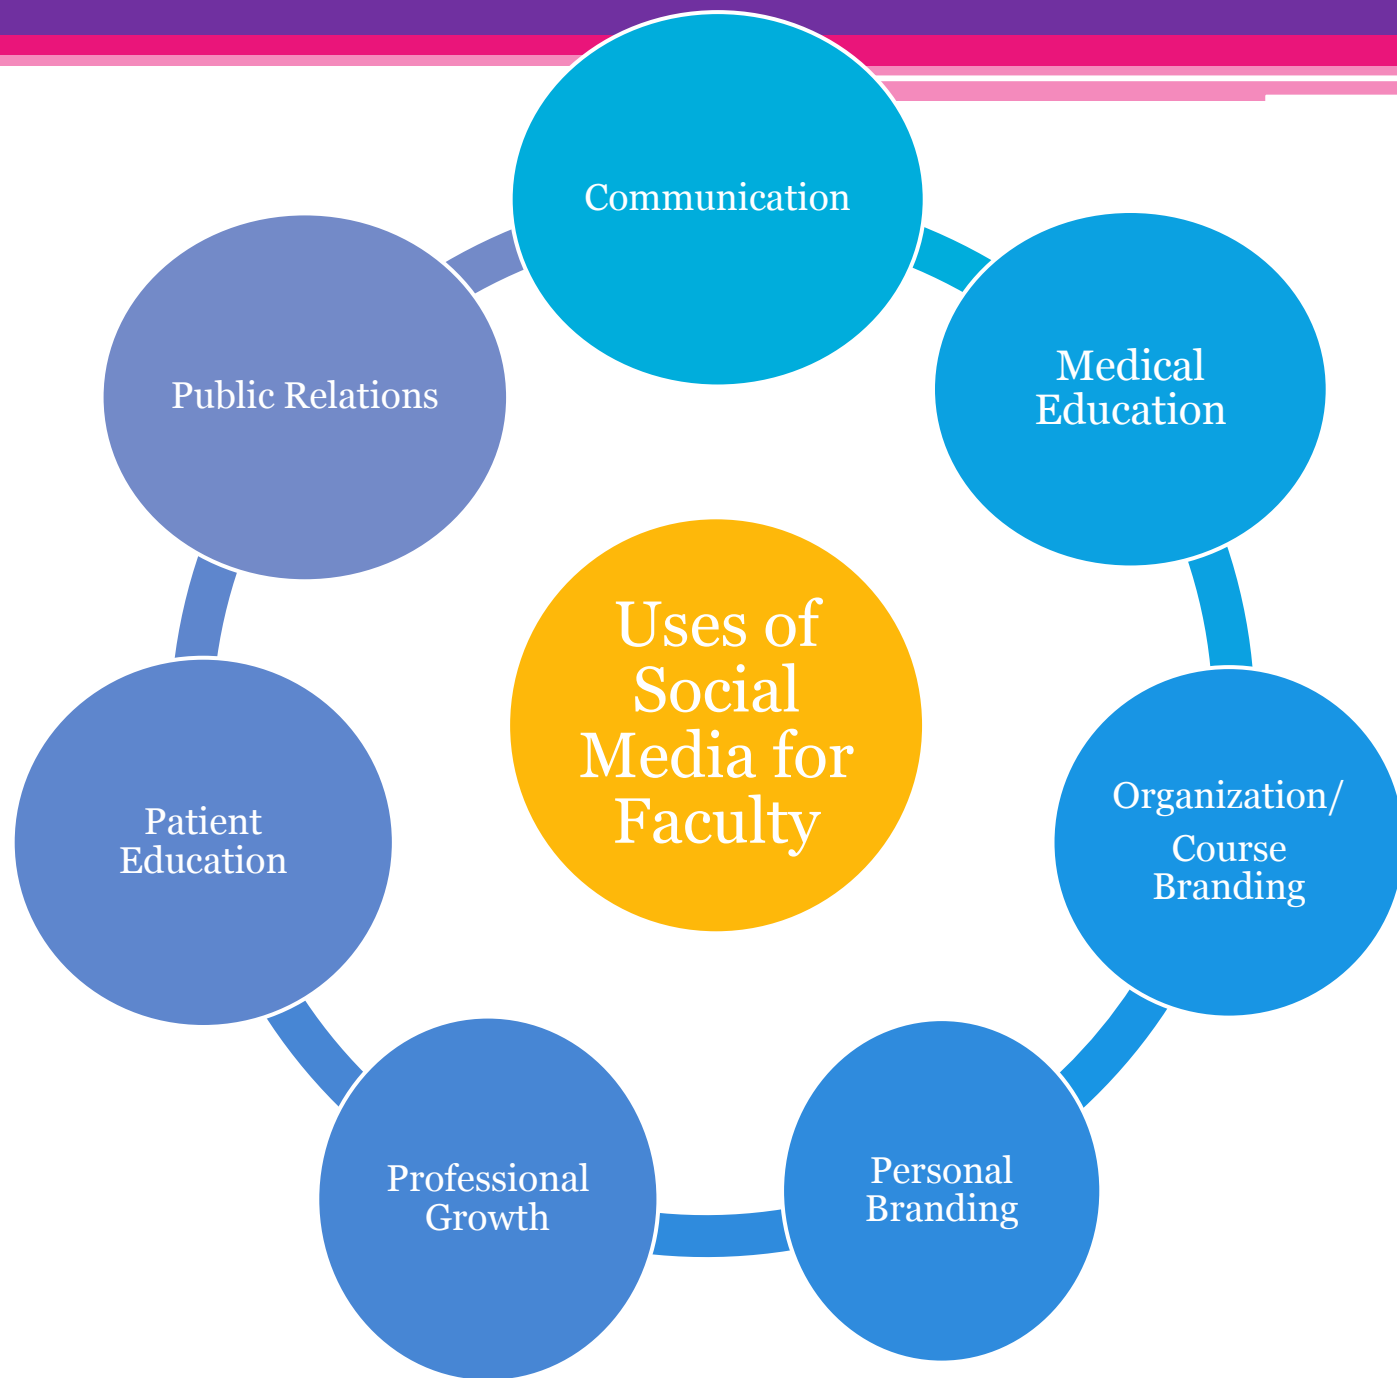 Communication
Medical
Education
Organization/
Course
Branding
Personal
Branding
Professional
Growth
Patient
Education
Public Relations
Uses of
Social
Media for
Faculty